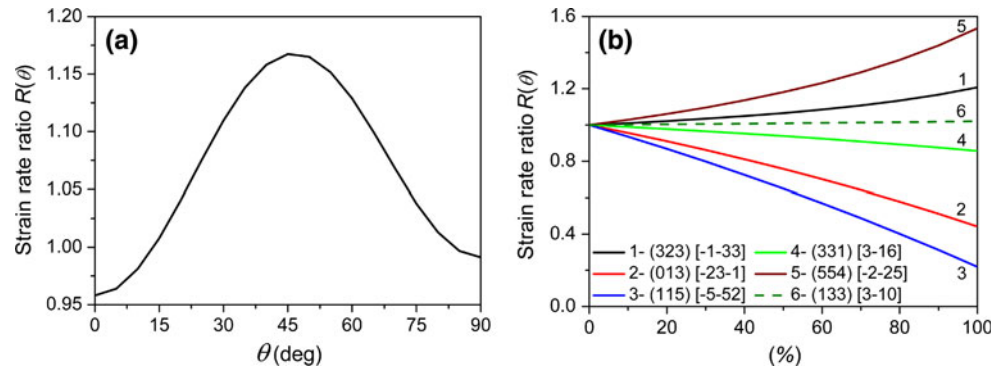 (a)
Strain rate ratio R(θ)
1.20
1.15
1.10
1.05
1.00
0.95
0 15 30 45 60 75 90
θ (deg)
(b)
Strain rate ratio R(θ)
1.6
1.2
0.8
0.4
0.0
5
1
6
4
2
3
1- (323) [-1-33] 4- (331) [3-16]
2- (013) [-23-1] 5- (554) [-2-25]
3- (115) [-5-52] 6- (133) [3-10]
0 20 40 60 80 100
(%)